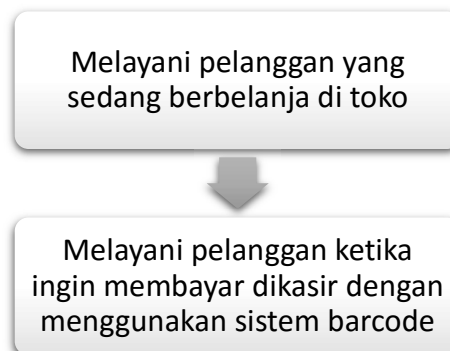 Melayani pelanggan yang
sedang berbelanja di toko
Melayani pelanggan ketika
ingin membayar dikasir dengan
menggunakan sistem barcode